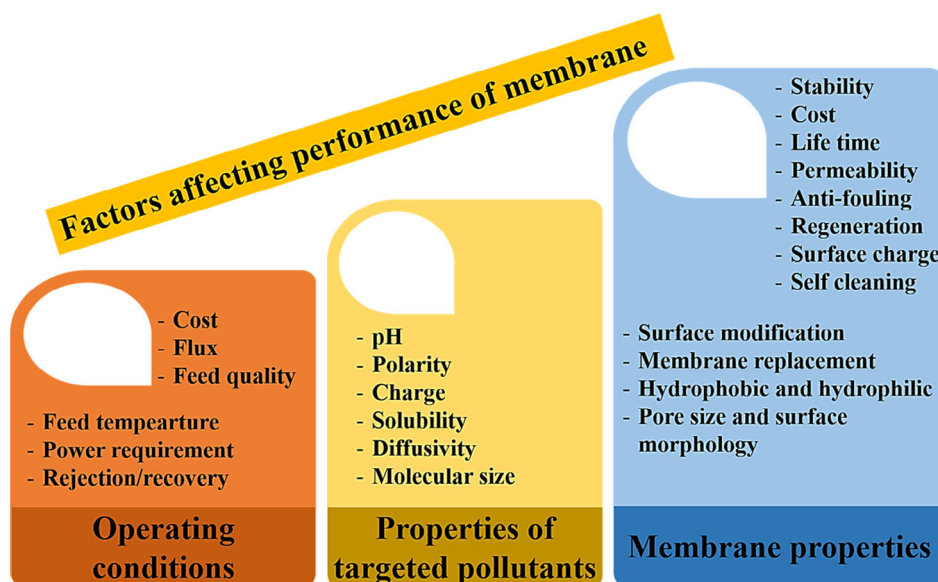 Factors affecting performance of membrane
- Cost
- Flux
- Feed quality
- Feed tempearture
- Power requirement
- Rejection/recovery
Operating
conditions
- pH
- Polarity
- Charge
- Solubility
- Diffusivity
- Molecular size
Properties of
targeted pollutants
- Stability
- Cost
- Life time
- Permeability
- Anti-fouling
- Regeneration
- Surface charge
- Self cleaning
- Surface modification
- Membrane replacement
- Hydrophobic and hydrophilic
- Pore size and surface
morphology
Membrane properties